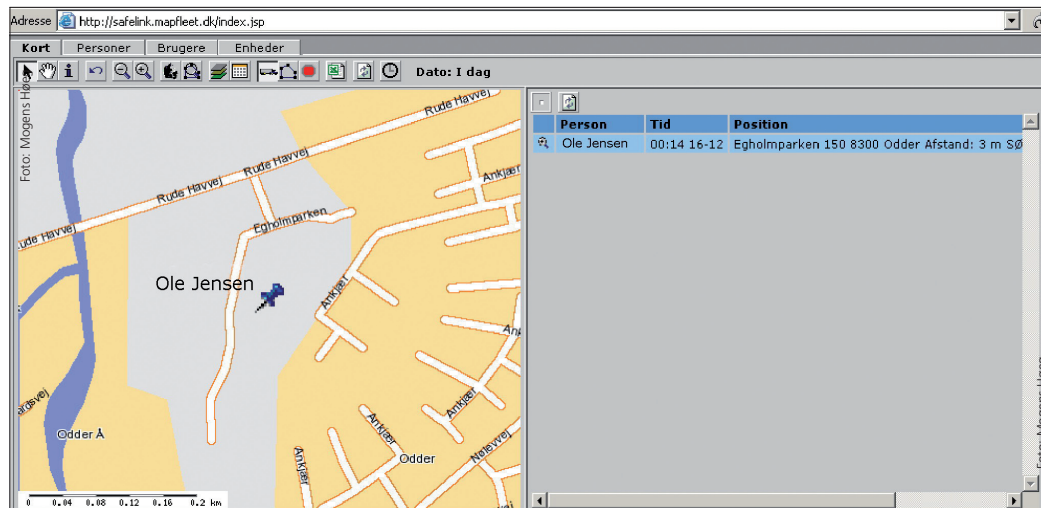 Adresse http://safelink.mapfleet.dk/index.jsp
Kort Personer Brugere Enheder
Dato: I dag
Foto: Mogens Høe
Person Tid Position
Ole Jensen 00:14 16-12 Egholmparken 150 8300 Odder Afstand: 3 m SØ
Rude Havvej
Rude Havvej
Rude Havvej
ude Havvej
Ankjær
Egholmparken
Ole Jensen
Ankjær
Ankjær
ardsvej
Odder Å
Ankjær
Ankjær
Odder
Nølevvej
0 0.04 0.08 0.12 0.16 0.2 km